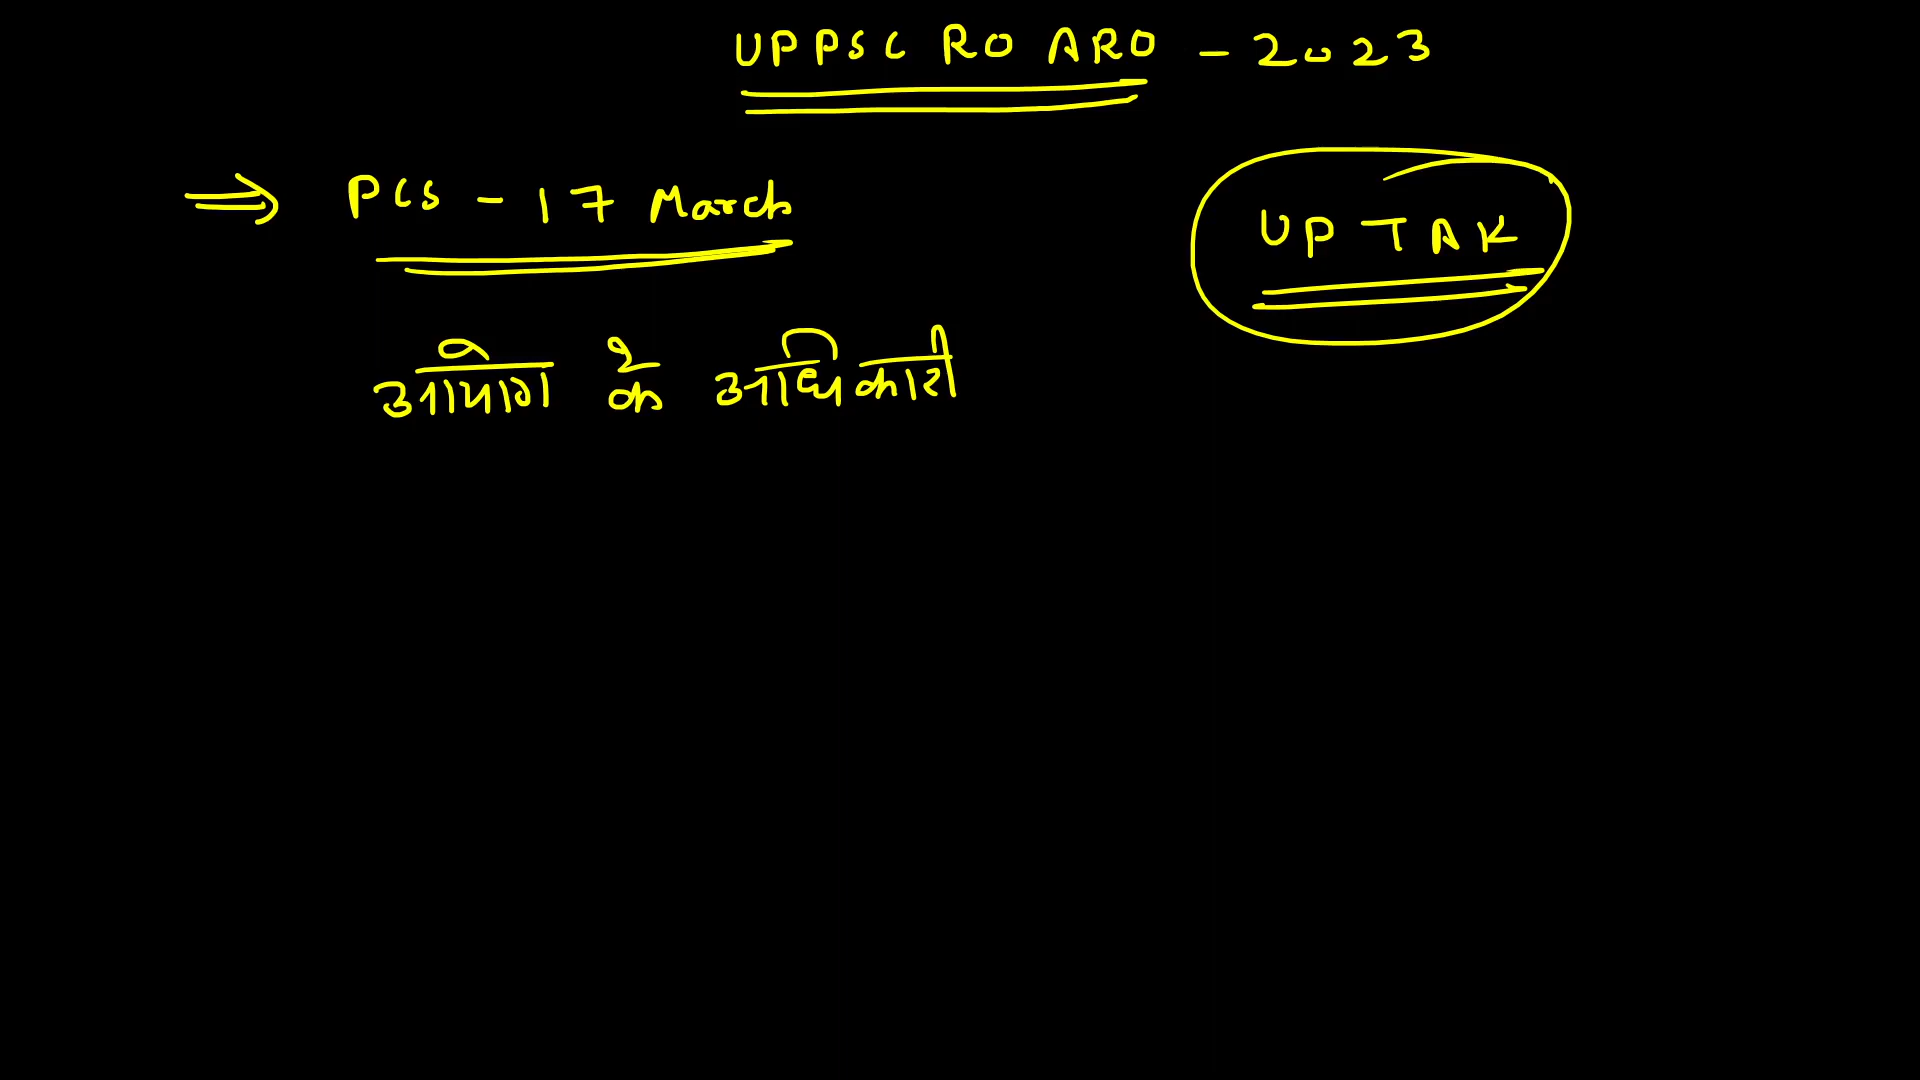 UPPSC RO ARO - 2023
⇒ PCS - 17 March
UP TAK
आयोग के अधिकारी